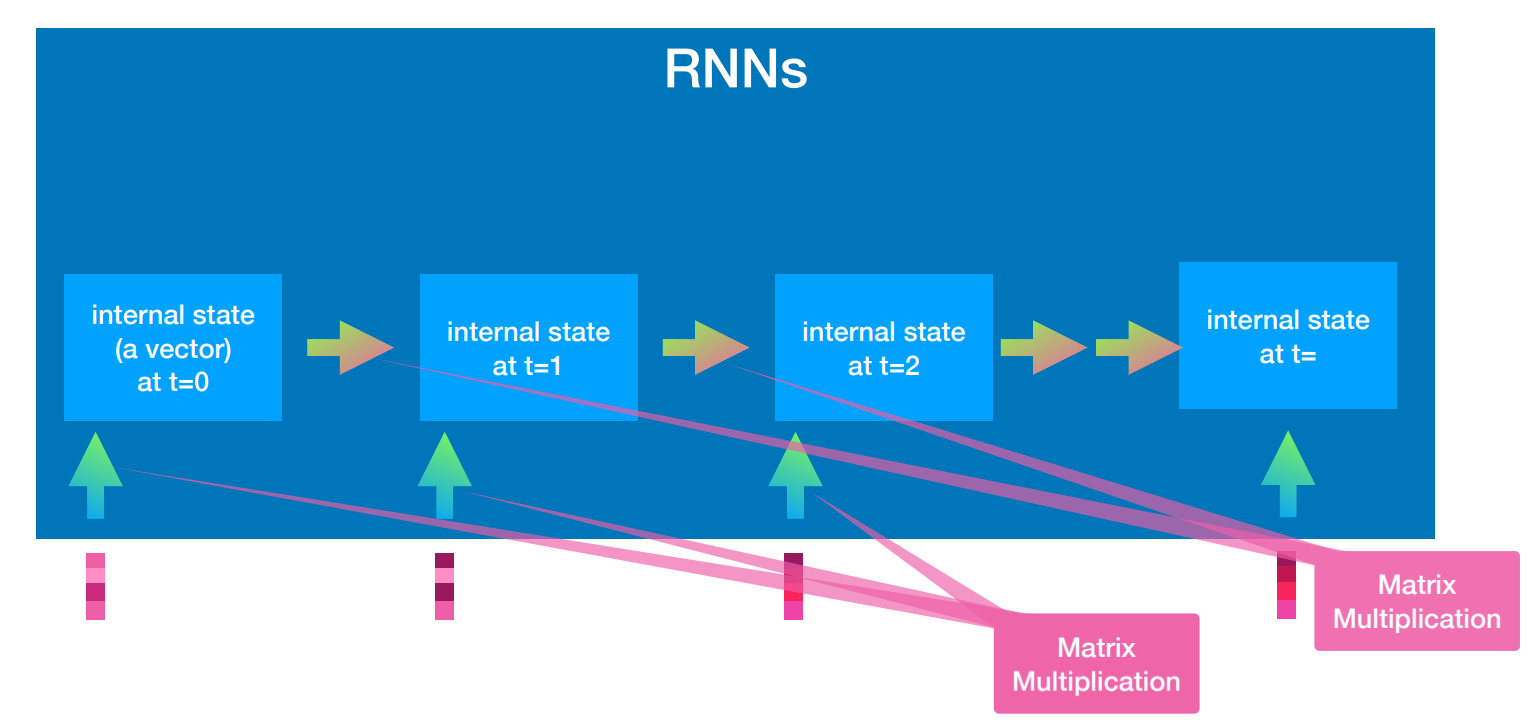 RNNs
internal state
(a vector)
at t=0
internal state
at t=1
internal state
at t=2
internal state
at t=
Matrix
Multiplication
Matrix
Multiplication